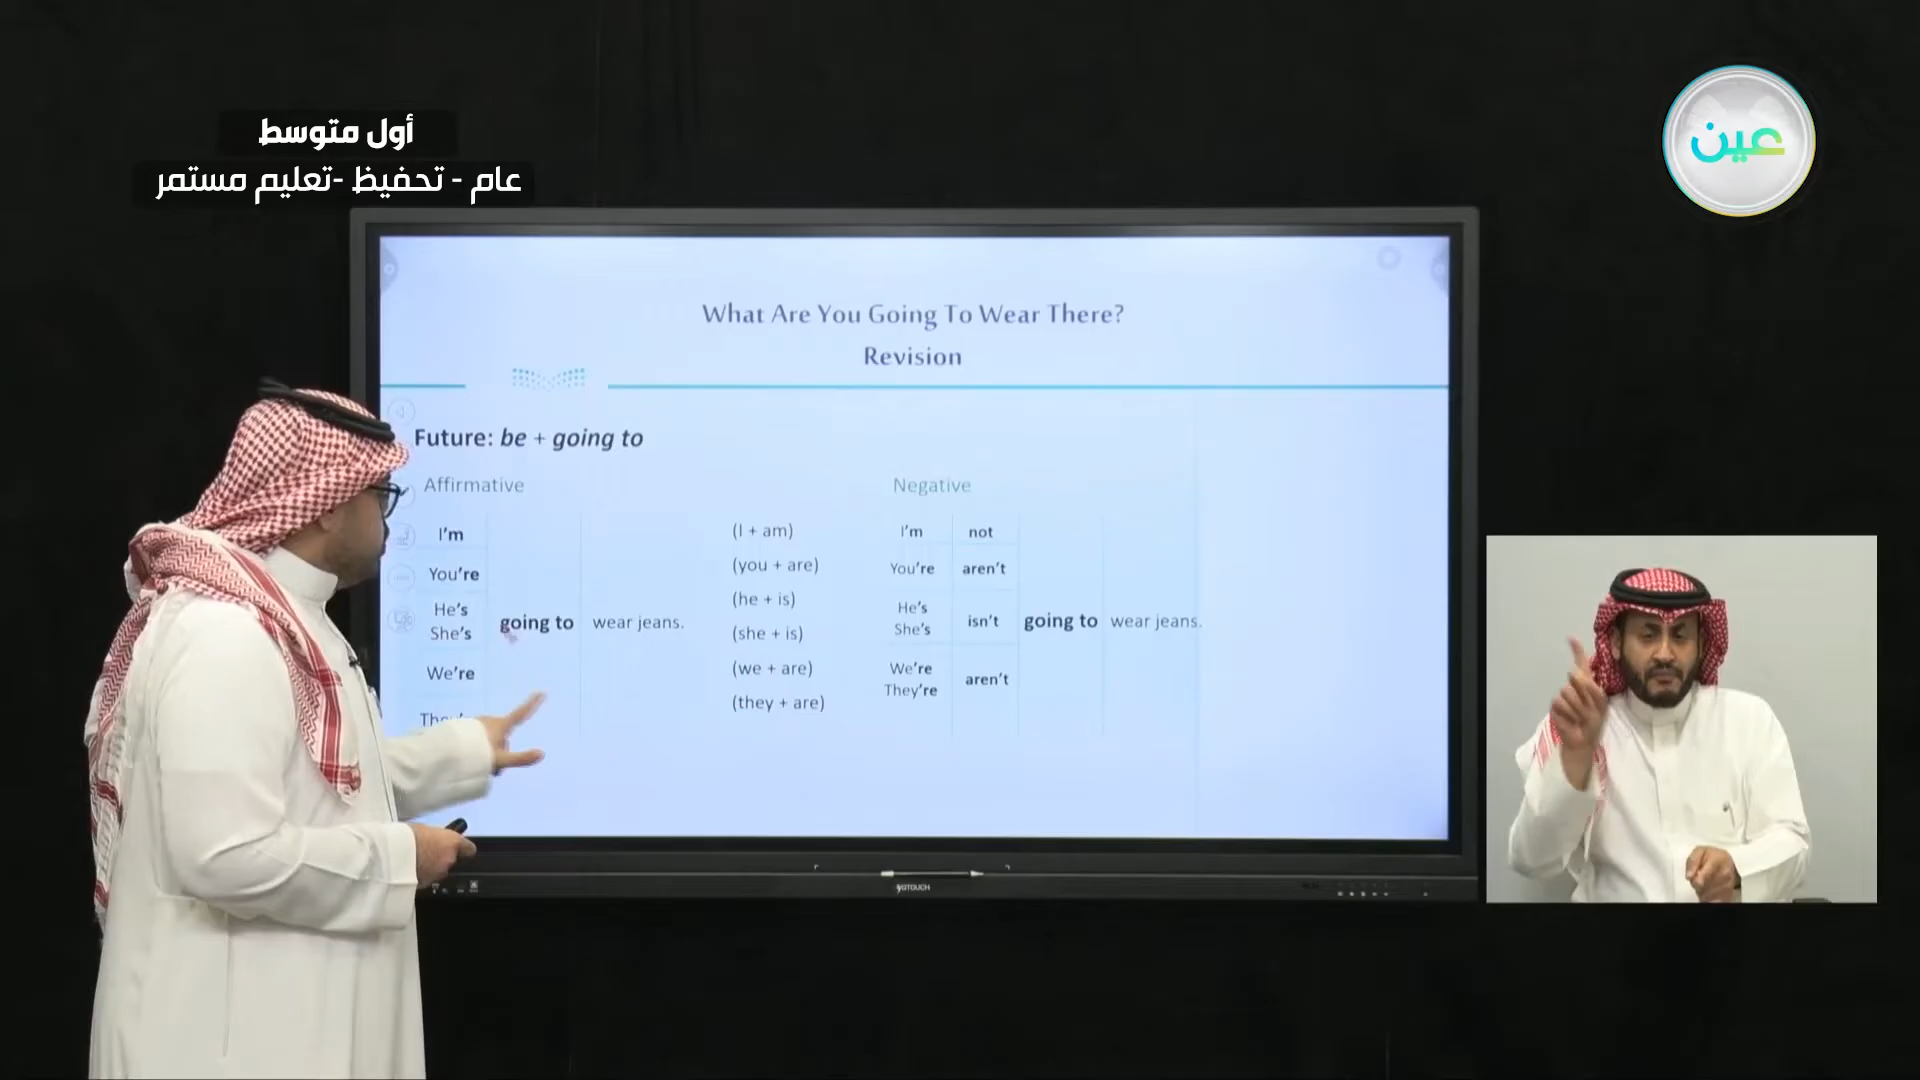 أول متوسط
عام - تحفيظ -تعليم مستمر
عين
What Are You Going To Wear There?
Revision
Future: be + going to
Affirmative
I'm
You're
He's
She's
We're
going to
wear jeans.
(I + am)
(you + are)
(he + is)
(she + is)
(we + are)
(they + are)
Negative
I'm not
You're aren't
He's
She's
isn't
We're
They're
aren't
going to
wear jeans.